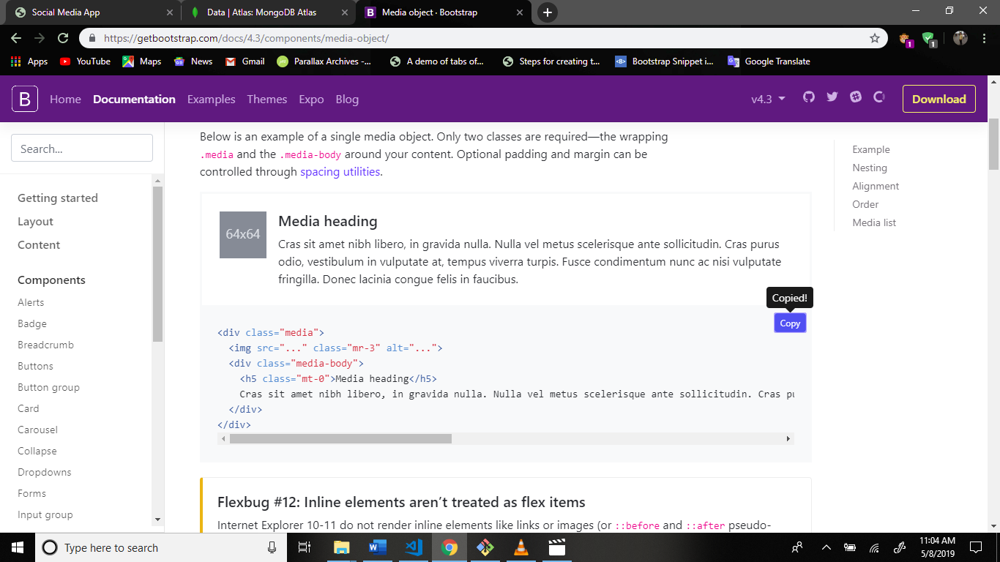 Social Media App
Data | Atlas: MongoDB Atlas
Media object · Bootstrap
https://getbootstrap.com/docs/4.3/components/media-object/
1
1
Apps
YouTube
Maps
News
Gmail
Parallax Archives -...
A demo of tabs of...
Steps for creating t...
Bootstrap Snippet i...
Google Translate
B
Home
Documentation
Examples
Themes
Expo
Blog
v4.3
Download
Search...
Getting started
Layout
Content
Components
Alerts
Badge
Breadcrumb
Buttons
Button group
Card
Carousel
Collapse
Dropdowns
Forms
Input group
Below is an example of a single media object. Only two classes are required—the wrapping
.media and the .media-body around your content. Optional padding and margin can be
controlled through spacing utilities.
64x64
Media heading
Cras sit amet nibh libero, in gravida nulla. Nulla vel metus scelerisque ante sollicitudin. Cras purus
odio, vestibulum in vulputate at, tempus viverra turpis. Fusce condimentum nunc ac nisi vulputate
fringilla. Donec lacinia congue felis in faucibus.
Copied!
Copy
<div class="media">
<img src="..." class="mr-3" alt="...">
<div class="media-body">
<h5 class="mt-0">Media heading</h5>
Cras sit amet nibh libero, in gravida nulla. Nulla vel metus scelerisque ante sollicitudin. Cras
</div>
</div>
Flexbug #12: Inline elements aren’t treated as flex items
Internet Explorer 10-11 do not render inline elements like links or images (or ::before and ::after pseudo-
Example
Nesting
Alignment
Order
Media list
Type here to search
11:04 AM
5/8/2019